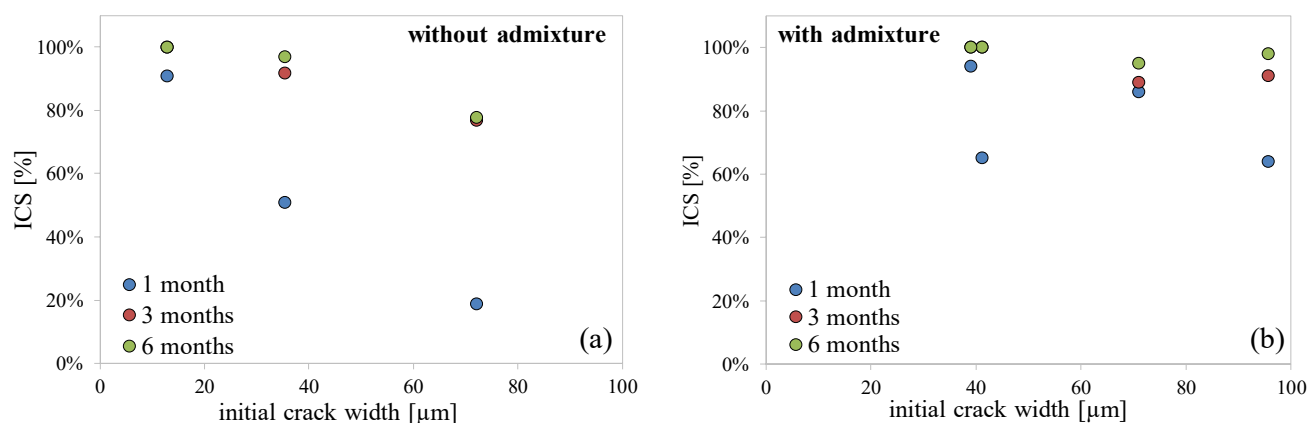 without admixture
100%
80%
60%
40%
20%
0%
ICS [%]
1 month
3 months
6 months
(a)
0 20 40 60 80 100
initial crack width [µm]
with admixture
100%
80%
60%
40%
20%
0%
ICS [%]
1 month
3 months
6 months
(b)
0 20 40 60 80 100
initial crack width [µm]